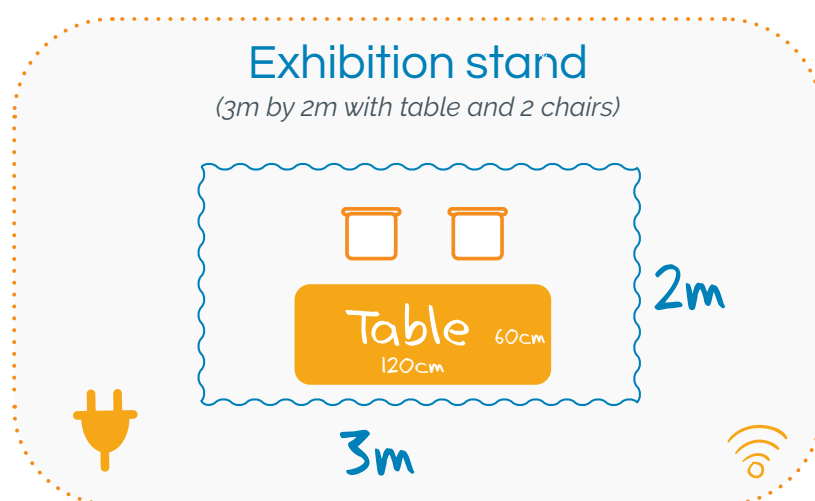 Exhibition stand
(3m by 2m with table and 2 chairs)
2m
Table
60cm
120cm
3m